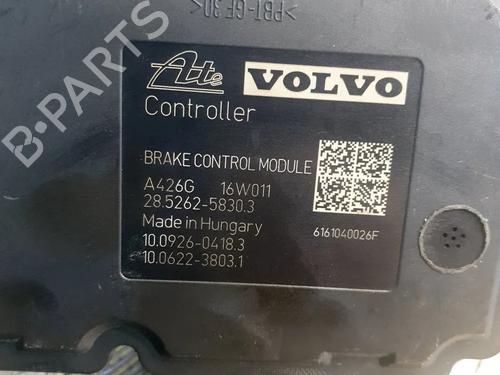 >PBT-GF30<
Ate VOLVO
Controller
BRAKE CONTROL MODULE
A426G 16W011
28.5262-5830.3
Made in Hungary
10.0926-0418.3
10.0622-3803.1
6161040026F
B-PARTS